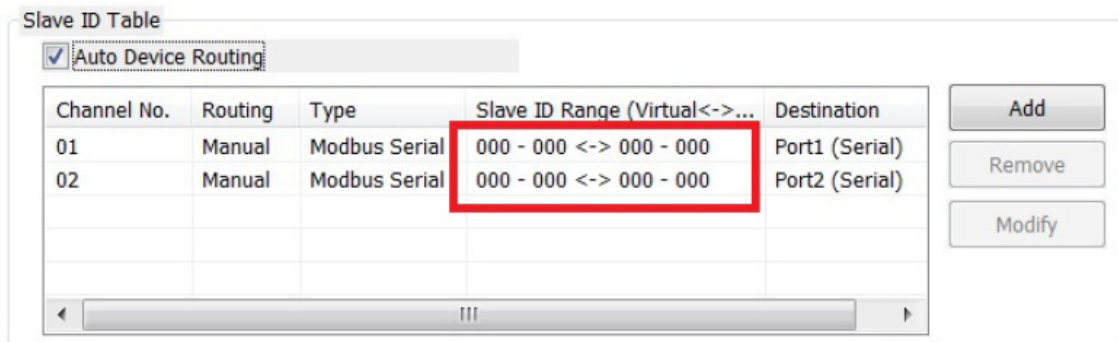 Slave ID Table
Auto Device Routing
Channel No. Routing Type Slave ID Range (Virtual<->... Destination
01 Manual Modbus Serial 000 - 000 <-> 000 - 000 Port1 (Serial)
02 Manual Modbus Serial 000 - 000 <-> 000 - 000 Port2 (Serial)
Add
Remove
Modify